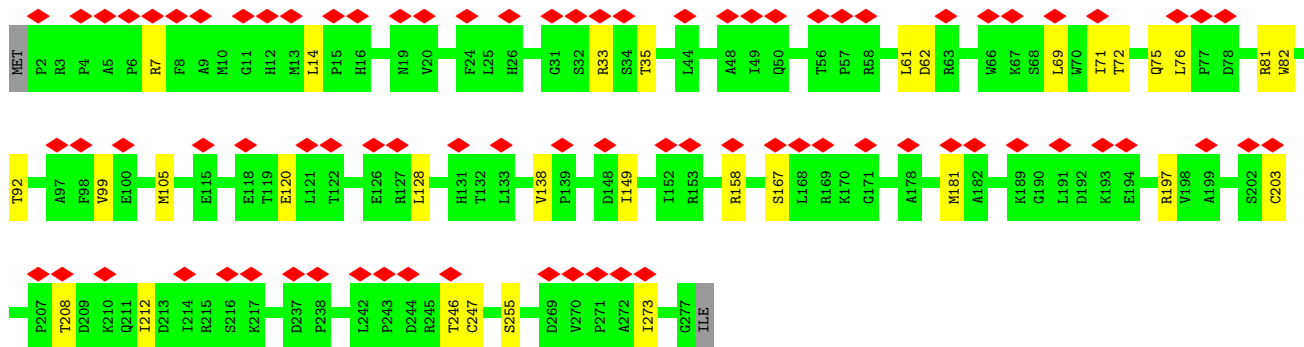 MET P2 R3 P4 A5 P6 R7 F8 A9 M10 G11 H12 M13 L14 P15 H16 N19 V20 F24 L25 H26 G31 S32 R33 S34 T35 L44 A48 I49 Q50 T56 P57 R58 L61 D62 R63 W66 K67 S68 L69 W70 I71 T72 Q75 L76 P77 D78 R81 W82
T92 A97 F98 V99 E100 M105 E115 E118 T119 E120 L121 T122 E126 R127 L128 H131 T132 L133 V138 P139 D148 I149 I152 R153 R158 S167 L168 R169 K170 G171 A178 M181 A182 K189 G190 L191 D192 K193 E194 R197 V198 A199 S202 C203
P207 T208 D209 K210 Q211 I212 D213 I214 R215 S216 K217 D237 P238 L242 P243 D244 R245 T246 C247 S255 D269 V270 P271 A272 I273 G277 ILE